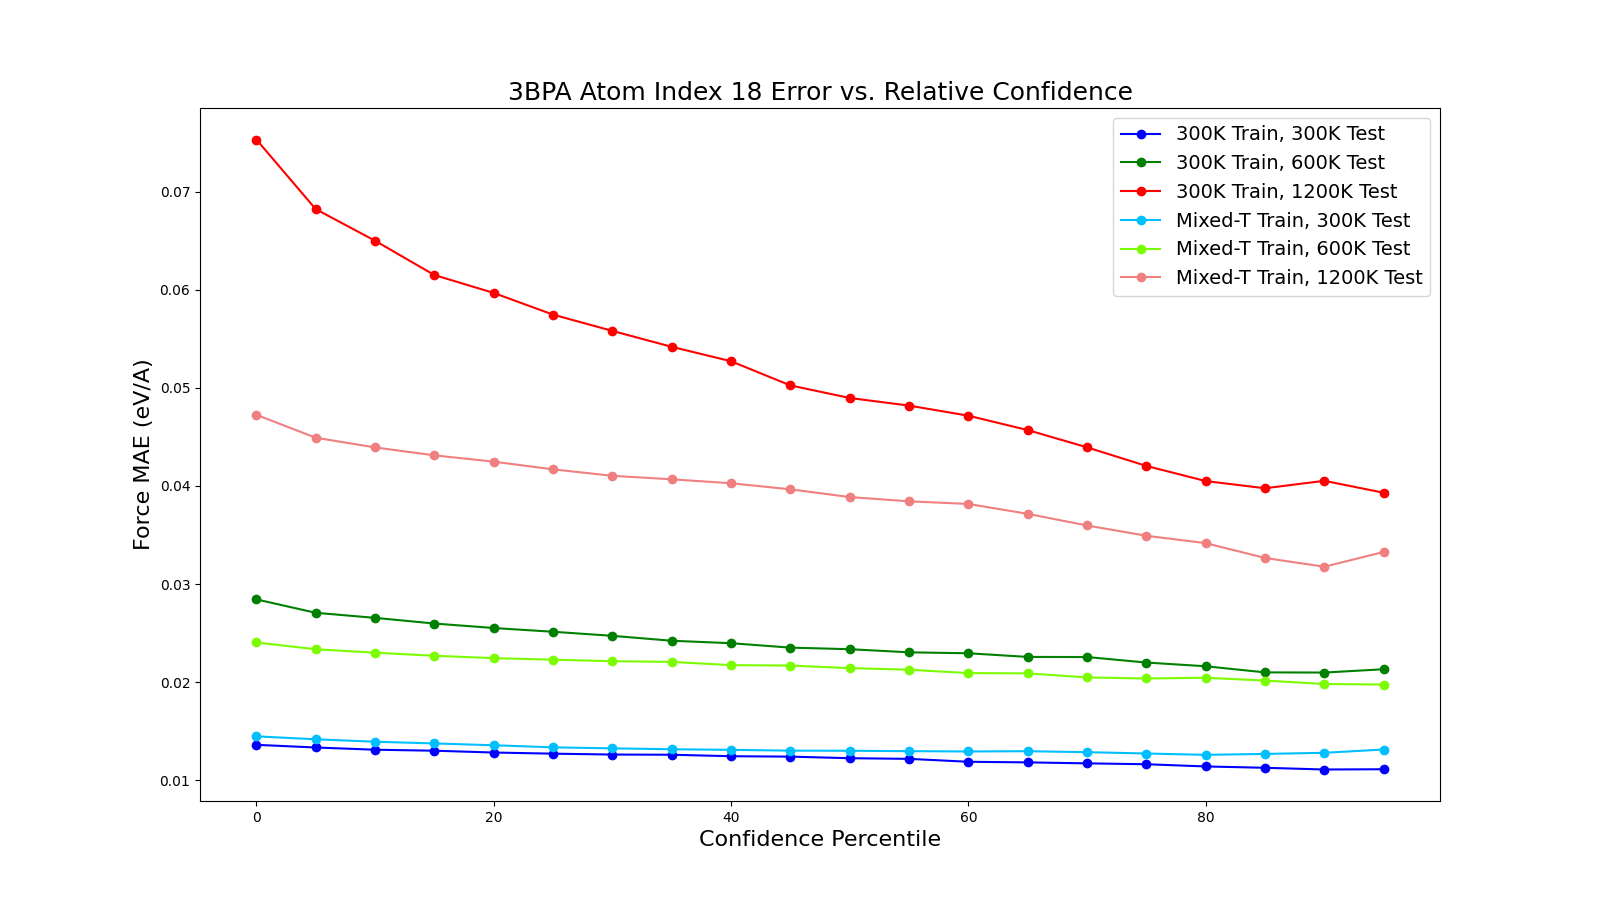 3BPA Atom Index 18 Error vs. Relative Confidence
300K Train, 300K Test
300K Train, 600K Test
300K Train, 1200K Test
Mixed-T Train, 300K Test
Mixed-T Train, 600K Test
Mixed-T Train, 1200K Test
Force MAE (eV/A)
0.07
0.06
0.05
0.04
0.03
0.02
0.01
0 20 40 60 80
Confidence Percentile